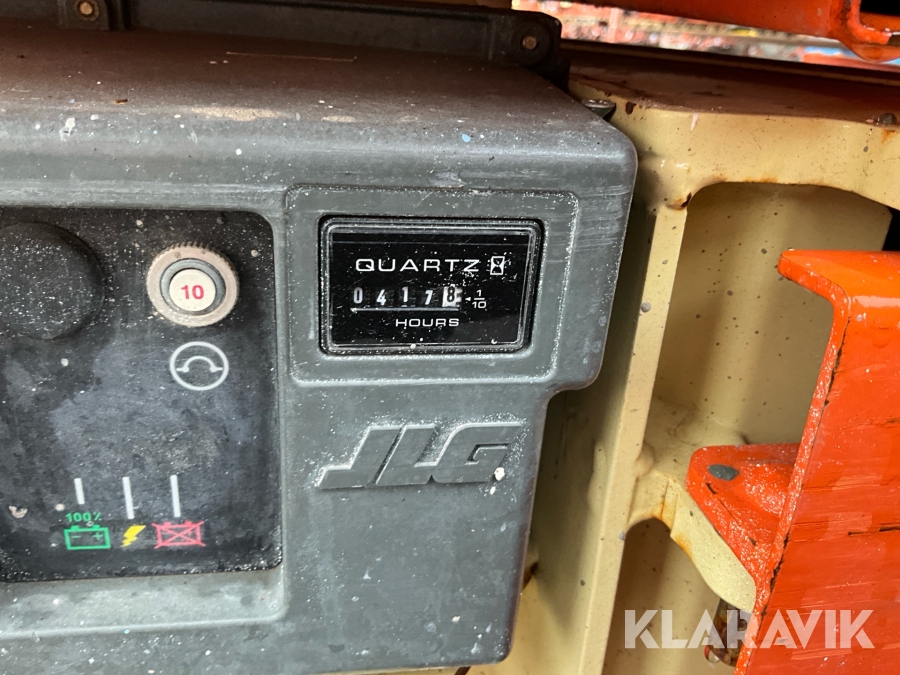 QUARTZ
04178 1/10
HOURS
10
JLG
100%
- +
KLARAVIK